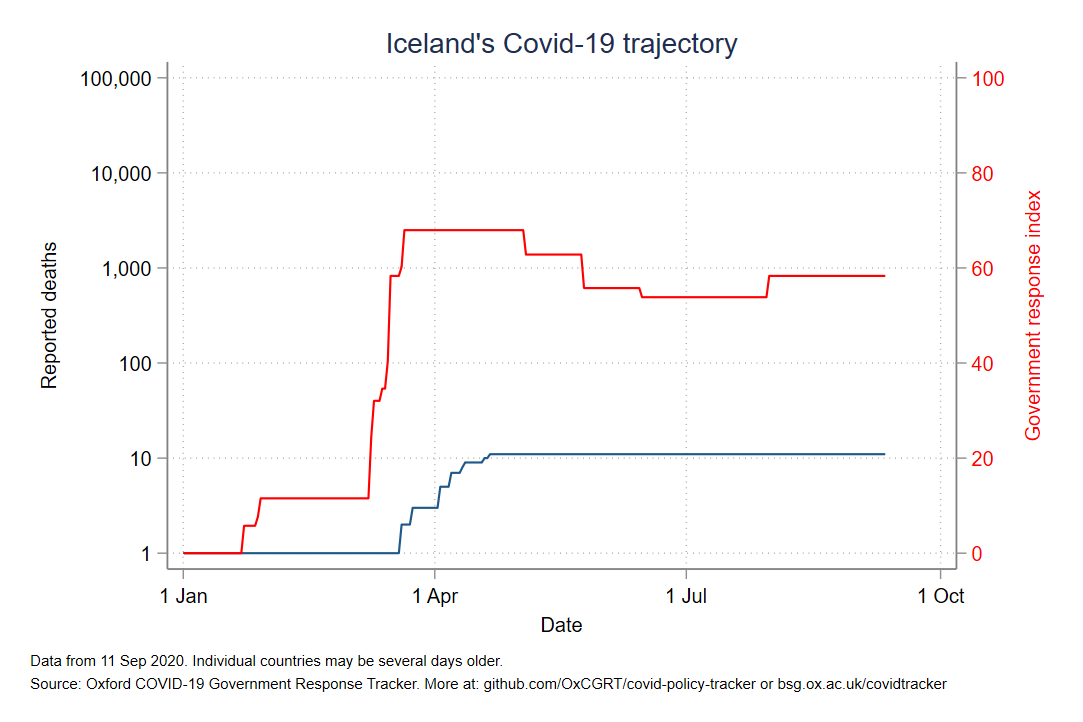 Iceland's Covid-19 trajectory
100,000
10,000
1,000
100
10
1
Reported deaths
100
80
60
40
20
0
Government response index
1 Jan
1 Apr
1 Jul
1 Oct
Date
Data from 11 Sep 2020. Individual countries may be several days older.
Source: Oxford COVID-19 Government Response Tracker. More at: github.com/OxCGRT/covid-policy-tracker or bsg.ox.ac.uk/covidtracker